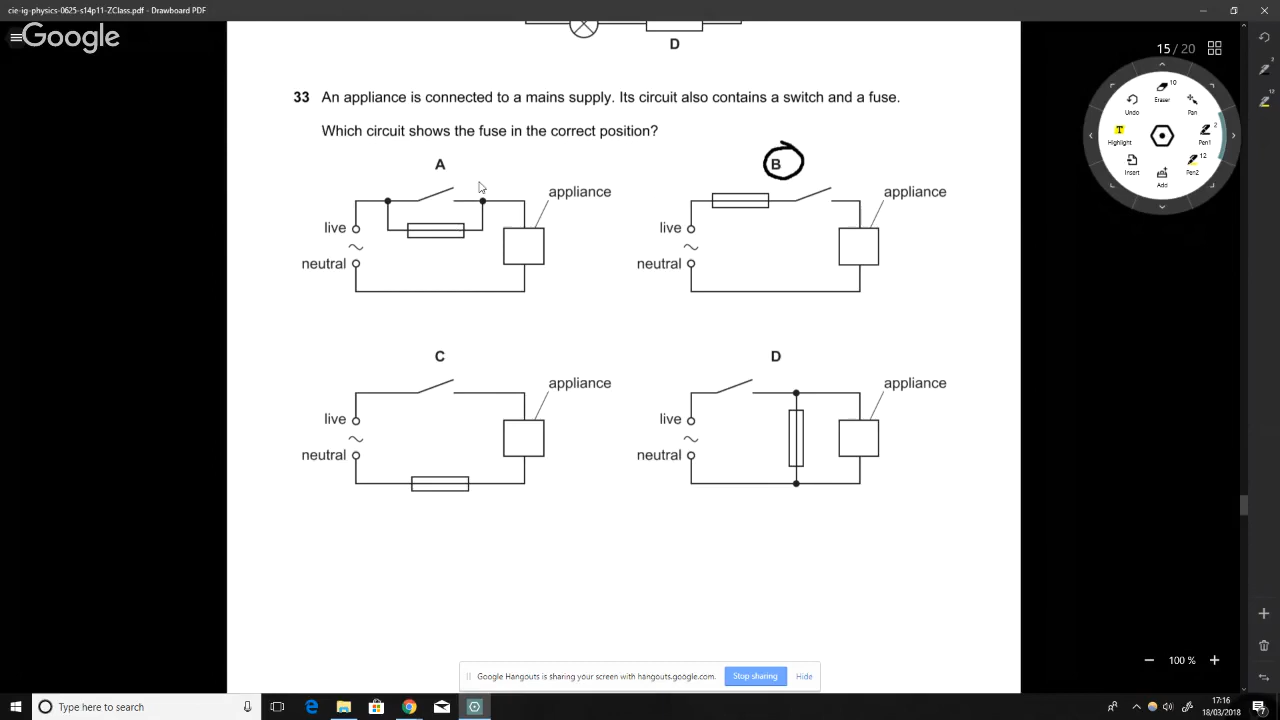 cie-ig-physics-0625-s14p11-ZClass.pdf - Drawboard PDF
Google
D
15 / 20
33 An appliance is connected to a mains supply. Its circuit also contains a switch and a fuse.
Which circuit shows the fuse in the correct position?
10
Eraser
Undo
Pan
Highlight
T
Pen1
2
Insert
Add
Pen2
12
A
appliance
live
neutral
B
appliance
live
neutral
C
appliance
live
neutral
D
appliance
live
neutral
100 %
Google Hangouts is sharing your screen with hangouts.google.com.
Stop sharing
Hide
Type here to search
17:16
18/03/2018